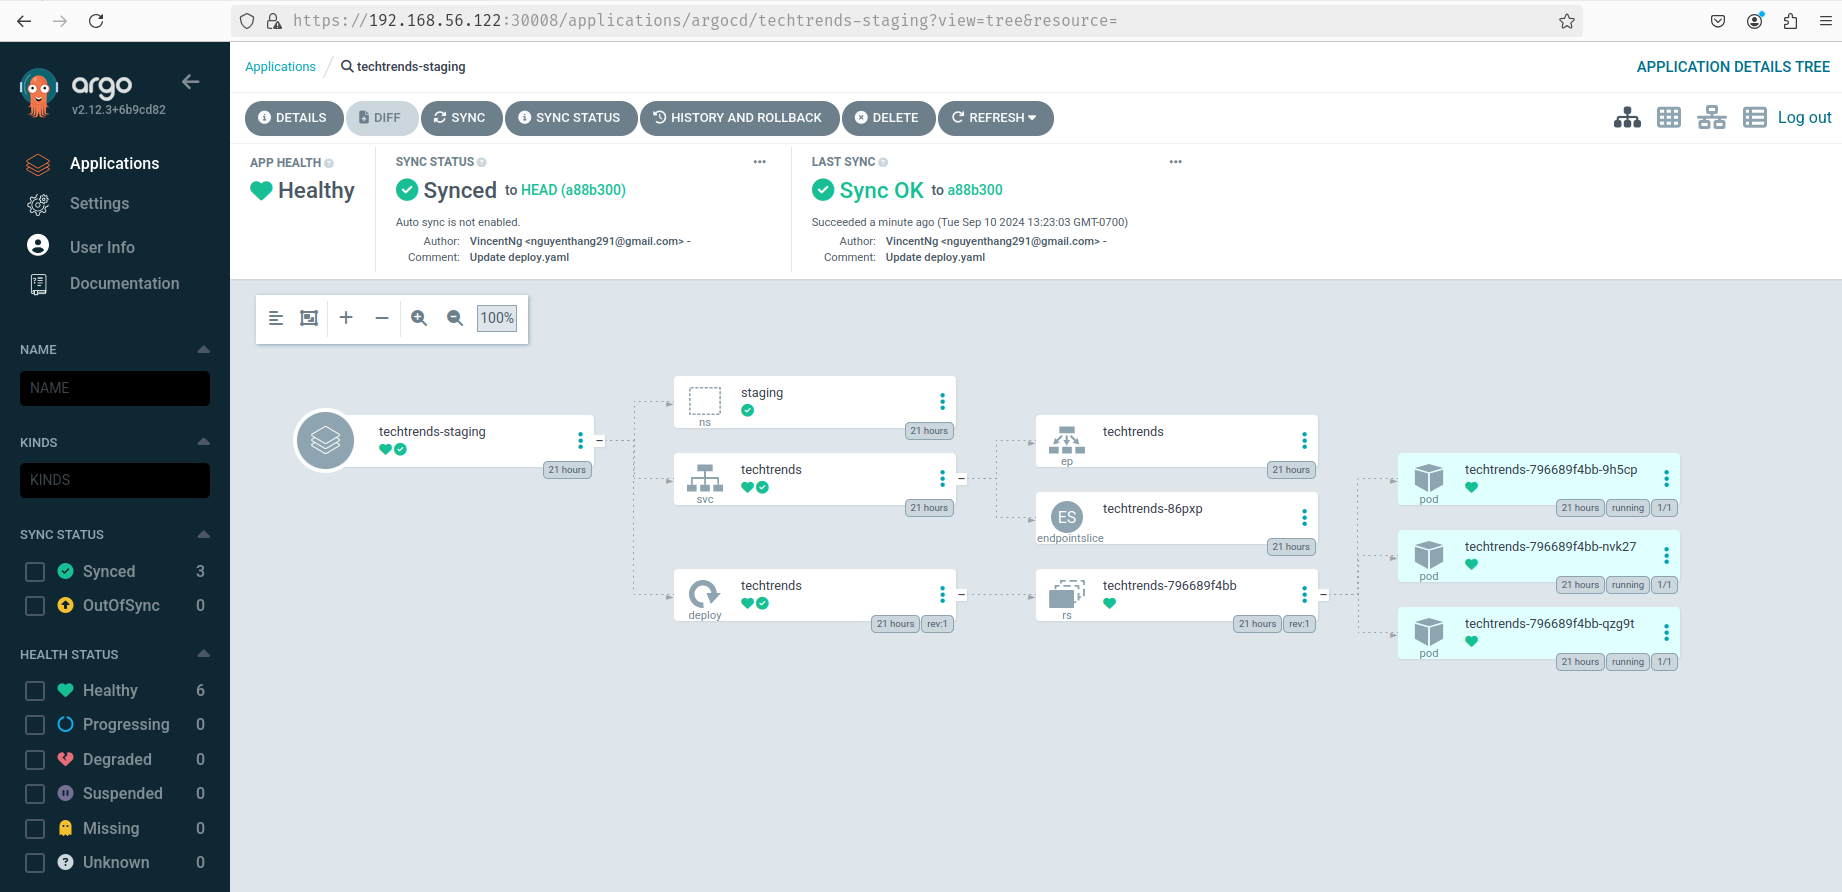 https://192.168.56.122:30008/applications/argocd/techtrends-staging?view=tree&resource=
argo
v2.12.3+6b9cd82
Applications
Settings
User Info
Documentation
NAME
NAME
KINDS
KINDS
SYNC STATUS
Synced 3
OutOfSync 0
HEALTH STATUS
Healthy 6
Progressing 0
Degraded 0
Suspended 0
Missing 0
Unknown 0
Applications / techtrends-staging
APPLICATION DETAILS TREE
DETAILS DIFF SYNC SYNC STATUS HISTORY AND ROLLBACK DELETE REFRESH
Log out
APP HEALTH
Healthy
SYNC STATUS
Synced to HEAD (a88b300)
Auto sync is not enabled.
Author: VincentNg <nguyenthang291@gmail.com> -
Comment: Update deploy.yaml
LAST SYNC
Sync OK to a88b300
Succeeded a minute ago (Tue Sep 10 2024 13:23:03 GMT-0700)
Author: VincentNg <nguyenthang291@gmail.com> -
Comment: Update deploy.yaml
100%
techtrends-staging
21 hours
staging
ns
21 hours
techtrends
svc
21 hours
techtrends
deploy
21 hours rev:1
techtrends
ep
21 hours
ES
techtrends-86pxp
endpointslice
21 hours
techtrends-796689f4bb
rs
21 hours rev:1
techtrends-796689f4bb-9h5cp
pod
21 hours running 1/1
techtrends-796689f4bb-nvk27
pod
21 hours running 1/1
techtrends-796689f4bb-qzg9t
pod
21 hours running 1/1